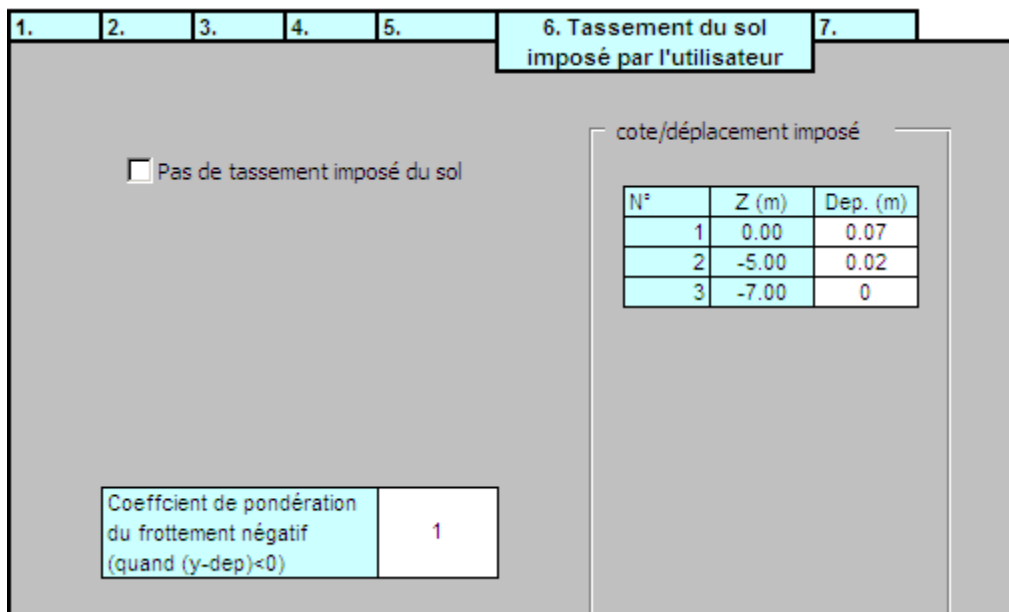 1. 2. 3. 4. 5. 6. Tassement du sol 7.
imposé par l'utilisateur
cote/déplacement imposé
Pas de tassement imposé du sol
N° Z (m) Dep. (m)
1 0.00 0.07
2 -5.00 0.02
3 -7.00 0
Coeffcient de pondération
du frottement négatif
(quand (y-dep)<0)
1